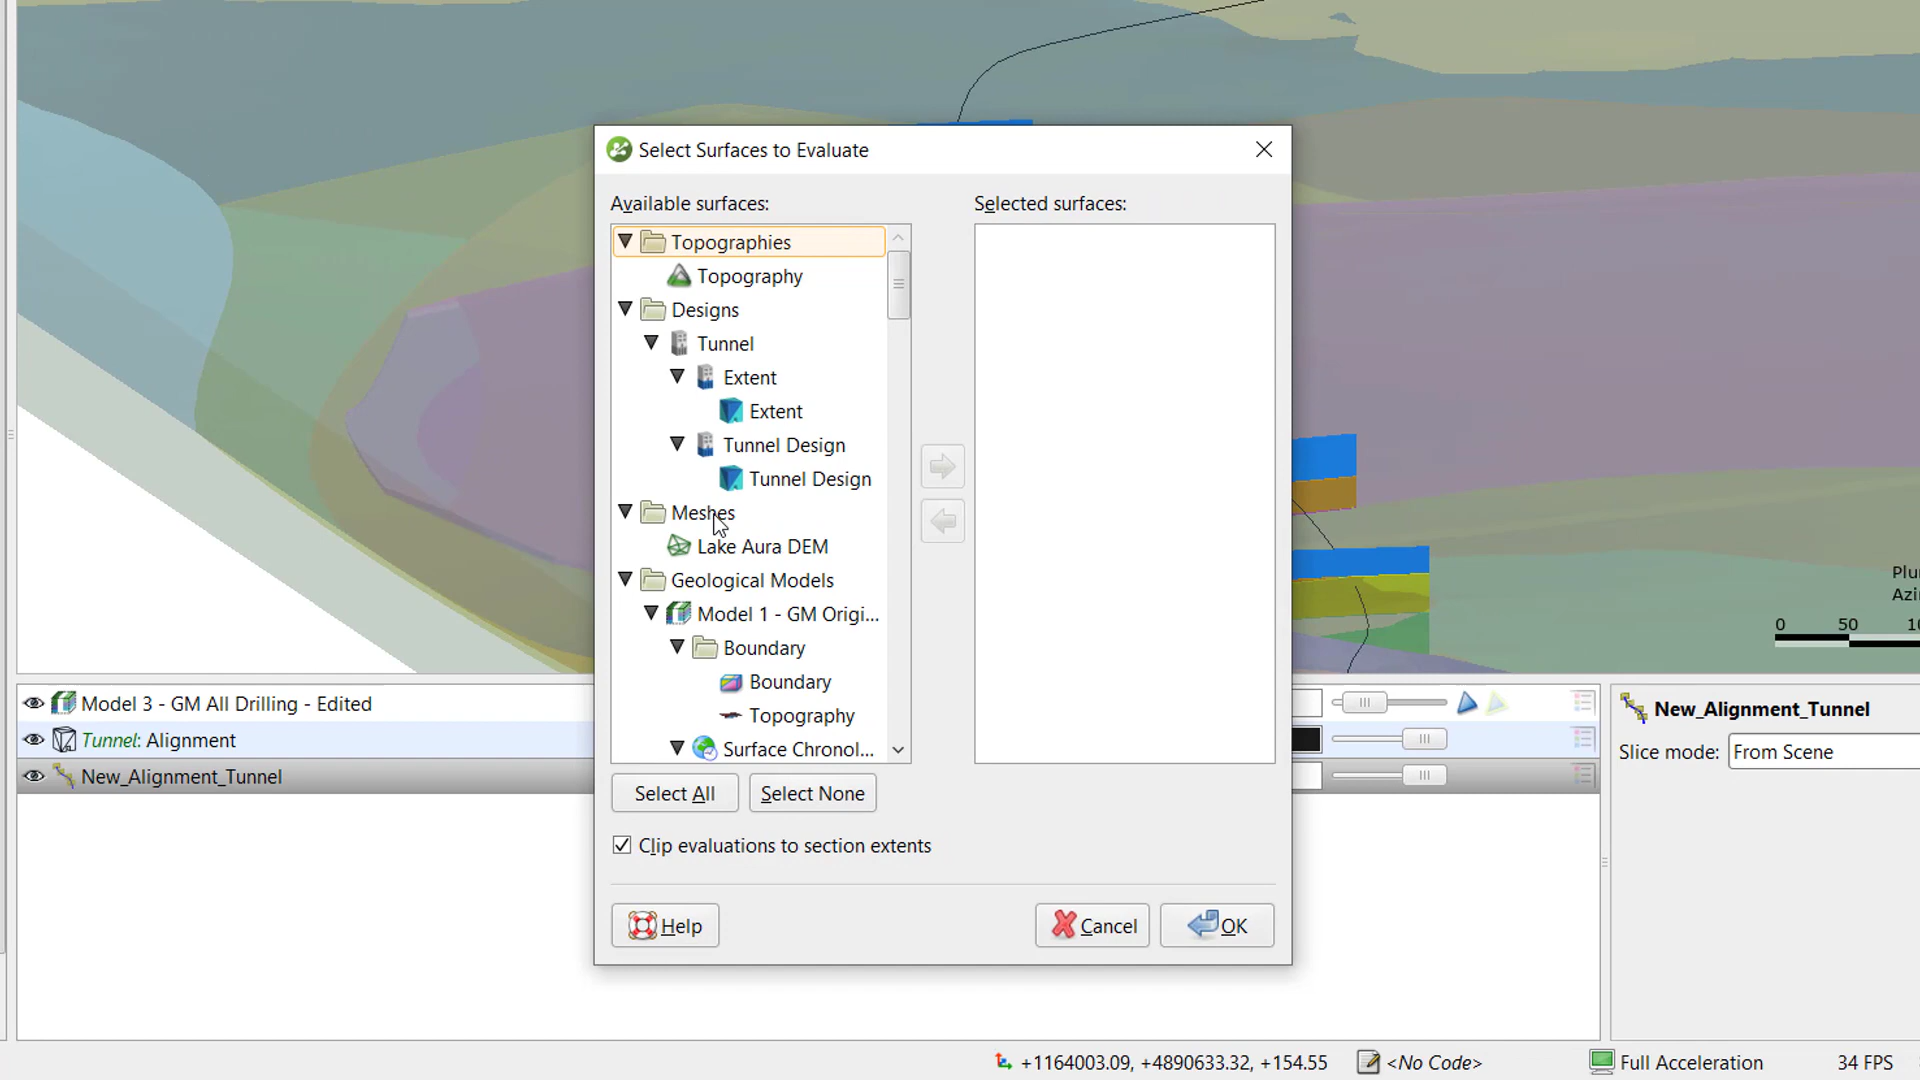 Select Surfaces to Evaluate
Available surfaces:
Selected surfaces:
Topographies
Topography
Designs
Tunnel
Extent
Extent
Tunnel Design
Tunnel Design
Meshes
Lake Aura DEM
Geological Models
Model 1 - GM Origi...
Boundary
Boundary
Topography
Surface Chronol...
Select All
Select None
Clip evaluations to section extents
Help
Cancel
OK
Plu
Azi
0 50 10
Model 3 - GM All Drilling - Edited
Tunnel: Alignment
New_Alignment_Tunnel
New_Alignment_Tunnel
Slice mode: From Scene
+1164003.09, +4890633.32, +154.55
<No Code>
Full Acceleration
34 FPS